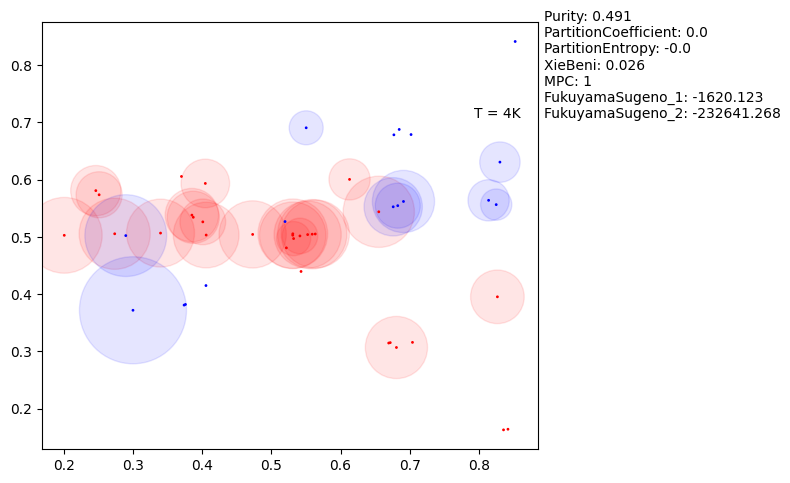 Purity: 0.491
PartitionCoefficient: 0.0
PartitionEntropy: -0.0
XieBeni: 0.026
MPC: 1
FukuyamaSugeno_1: -1620.123
FukuyamaSugeno_2: -232641.268
T = 4K
0.8
0.7
0.6
0.5
0.4
0.3
0.2
0.2 0.3 0.4 0.5 0.6 0.7 0.8